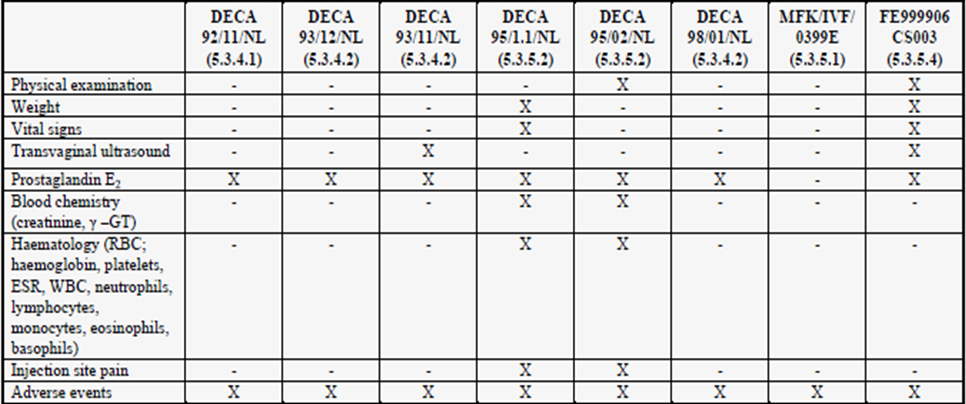 DECA DECA DECA DECA DECA DECA MFK/IVF/ FE999906
92/11/NL 93/12/NL 93/11/NL 95/1.1/NL 95/02/NL 98/01/NL 0399E CS003
(5.3.4.1) (5.3.4.2) (5.3.4.2) (5.3.5.2) (5.3.5.2) (5.3.4.2) (5.3.5.1) (5.3.5.4)
Physical examination - - - - X - - X
Weight - - - X - - - X
Vital signs - - - X - - - X
Transvaginal ultrasound - - X - - - - X
Prostaglandin E₂ X X X X X X - X
Blood chemistry - - - X X - - -
(creatinine, γ –GT)
Haematology (RBC; - - - X X - - -
haemoglobin, platelets,
ESR, WBC, neutrophils,
lymphocytes,
monocytes, eosinophils,
basophils)
Injection site pain - - - X X - - -
Adverse events X X X X X X X X